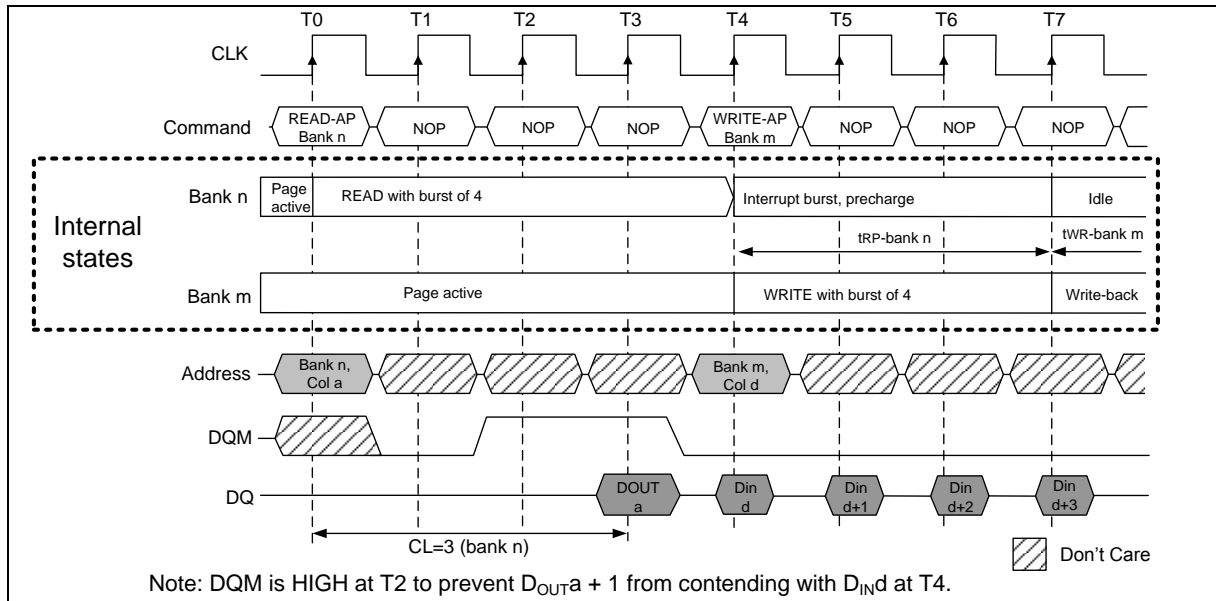 T0 T1 T2 T3 T4 T5 T6 T7
CLK
Command
READ-AP
Bank n
NOP NOP NOP
WRITE-AP
Bank m
NOP NOP NOP
Internal
states
Bank n
Page
active
READ with burst of 4
Interrupt burst, precharge
Idle
tRP-bank n
tWR-bank m
Bank m
Page active
WRITE with burst of 4
Write-back
Address
Bank n,
Col a
Bank m,
Col d
DQM
DQ
DOUT
a
Din
d
Din
d+1
Din
d+2
Din
d+3
CL=3 (bank n)
Don't Care
Note: DQM is HIGH at T2 to prevent DOUTa + 1 from contending with DINd at T4.